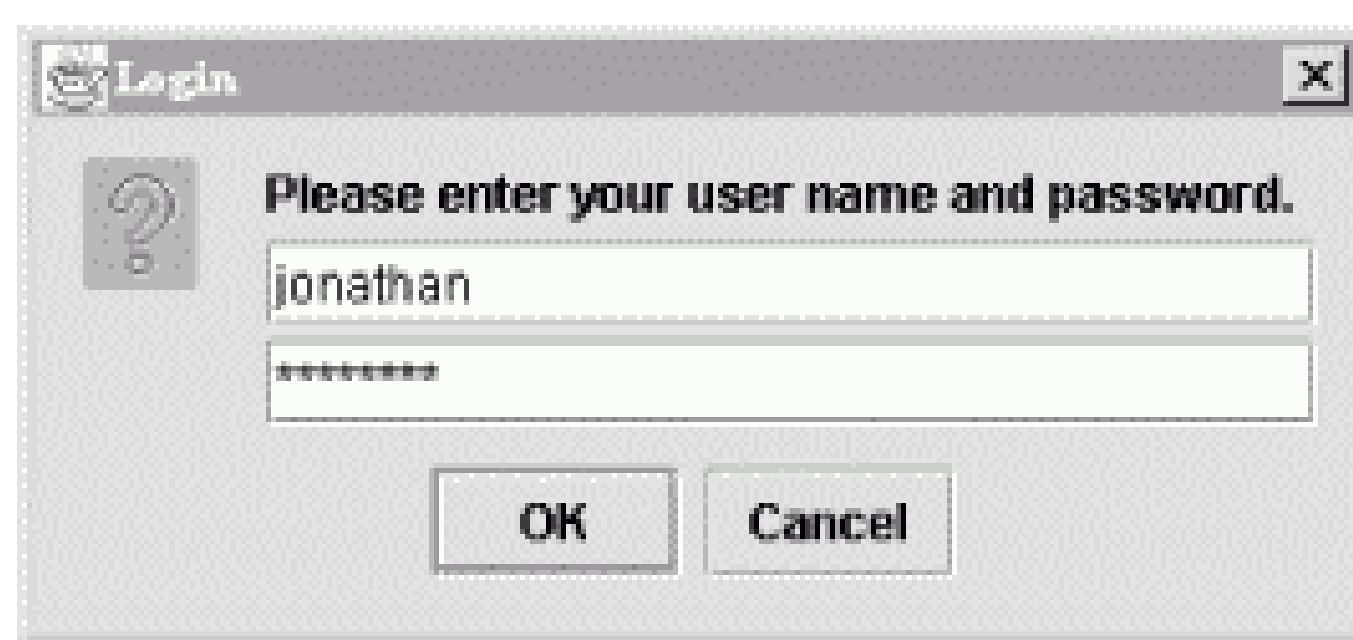 Login
Please enter your user name and password.
jonathan
********
OK Cancel